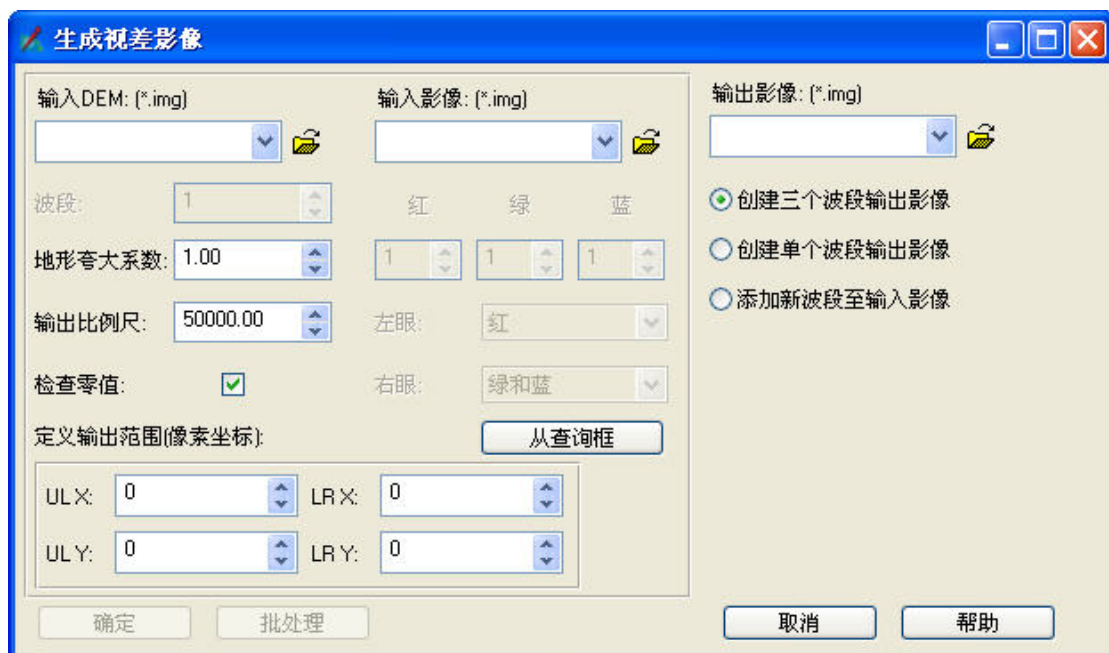 生成视差影像
输入DEM: (*.img)
输入影像: (*.img)
输出影像: (*.img)
波段: 1
红 绿 蓝
创建三个波段输出影像
地形夸大系数: 1.00
1 1 1
创建单个波段输出影像
添加新波段至输入影像
输出比例尺: 50000.00
左眼: 红
检查零值:
右眼: 绿和蓝
定义输出范围(像素坐标):
从查询框
UL X: 0 LR X: 0
UL Y: 0 LR Y: 0
确定 批处理 取消 帮助